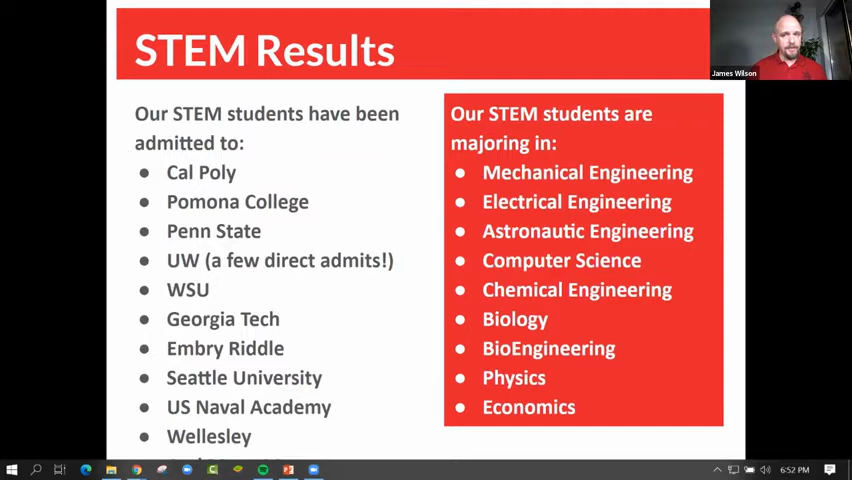 STEM Results
James Wilson
Our STEM students have been
admitted to:
● Cal Poly
● Pomona College
● Penn State
● UW (a few direct admits!)
● WSU
● Georgia Tech
● Embry Riddle
● Seattle University
● US Naval Academy
● Wellesley
Our STEM students are
majoring in:
● Mechanical Engineering
● Electrical Engineering
● Astronautic Engineering
● Computer Science
● Chemical Engineering
● Biology
● BioEngineering
● Physics
● Economics
6:52 PM